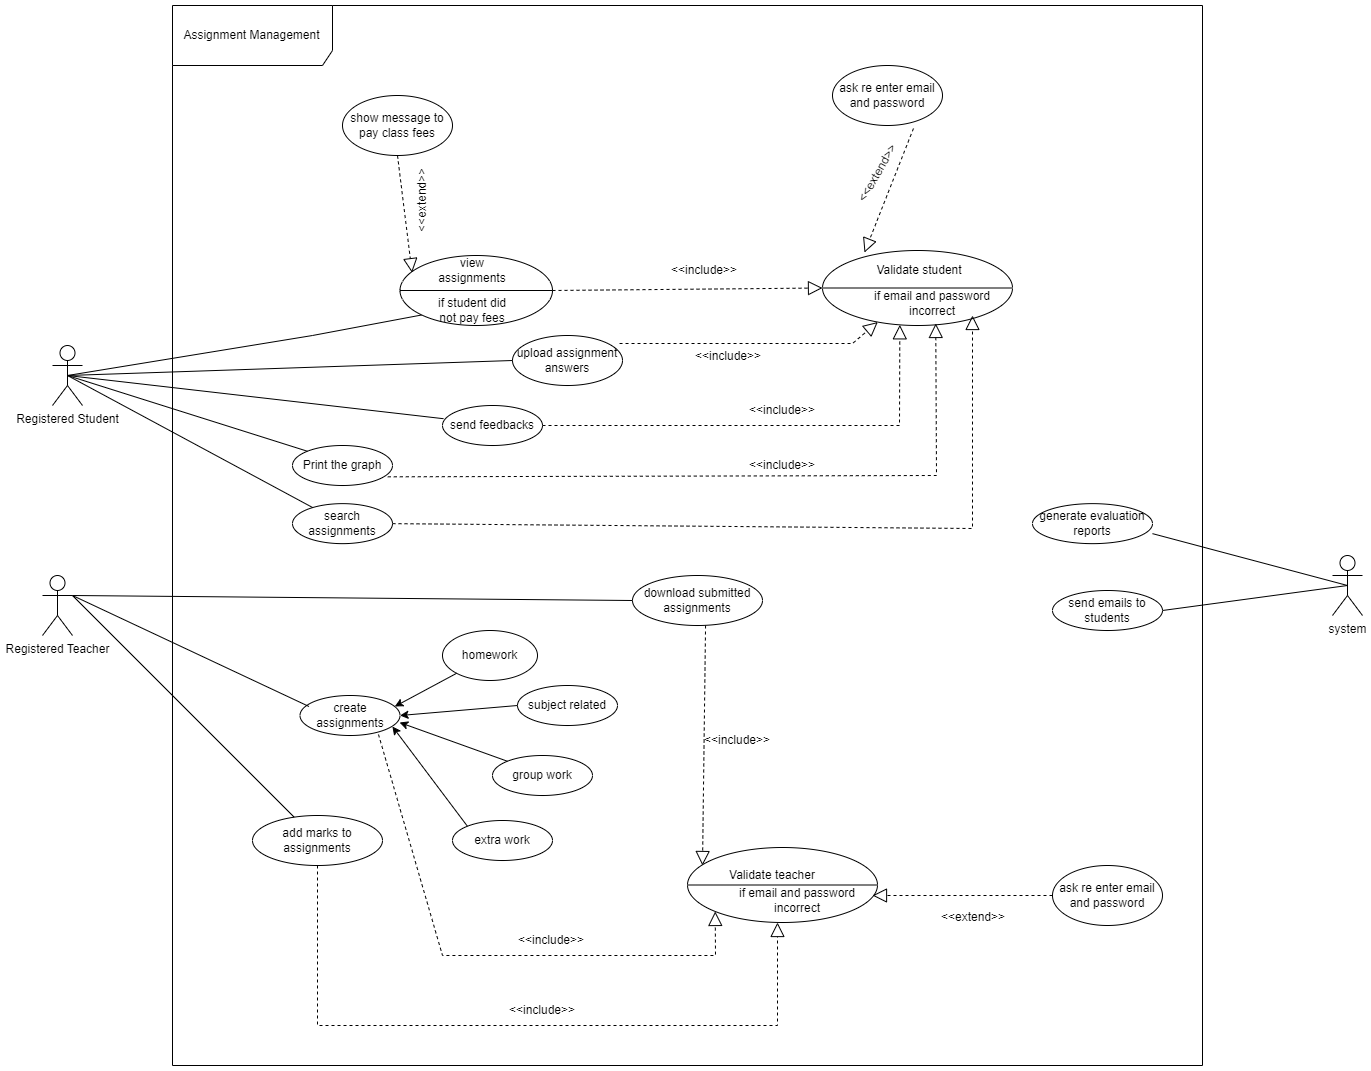 Assignment Management
ask re enter email
and password
show message to
pay class fees
<<extend>>
<<extend>>
view
assignments
if student did
not pay fees
<<include>>
Validate student
if email and password
incorrect
upload assignment
answers
<<include>>
Registered Student
send feedbacks
<<include>>
Print the graph
<<include>>
search
assignments
generate evaluation
reports
download submitted
assignments
send emails to
students
system
Registered Teacher
homework
create
assignments
subject related
<<include>>
group work
add marks to
assignments
extra work
Validate teacher
if email and password
incorrect
ask re enter email
and password
<<extend>>
<<include>>
<<include>>